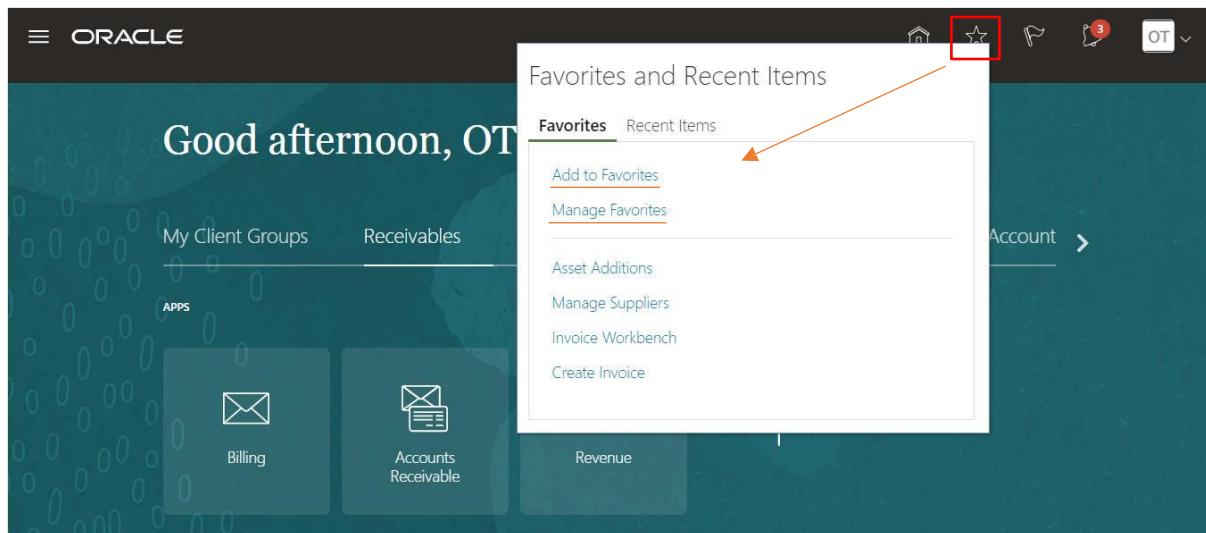 ORACLE
3
OT
Favorites and Recent Items
Favorites Recent Items
Good afternoon, OT
Add to Favorites
Manage Favorites
My Client Groups Receivables Account
Asset Additions
APPS
Manage Suppliers
Invoice Workbench
Create Invoice
Billing
Accounts
Receivable
Revenue